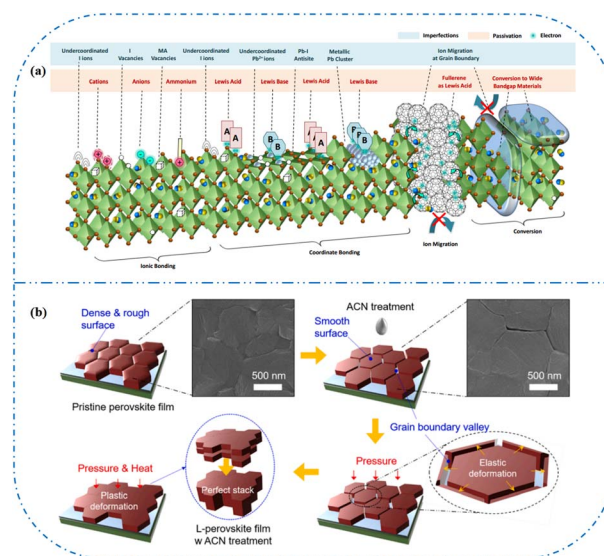 Imperfections
Passivation
Electron
(a)
Undercoordinated
I ions
I
Vacancies
MA
Vacancies
Undercoordinated
I ions
Undercoordinated
Pb²⁺ ions
Pb-I
Antisite
Metallic
Pb Cluster
Ion Migration
at Grain Boundary
Cations
Anions
Ammonium
Lewis Acid
Lewis Base
Lewis Acid
Lewis Base
Fullerene
as Lewis Acid
Conversion to Wide
Bandgap Materials
A
A
B
B
A
A
B
B
Ionic Bonding
Coordinate Bonding
Ion Migration
Conversion
(b)
Dense & rough
surface
500 nm
Pristine perovskite film
ACN treatment
Smooth
surface
500 nm
Grain boundary valley
Pressure & Heat
Plastic
deformation
Perfect stack
L-perovskite film
w ACN treatment
Pressure
Elastic
deformation